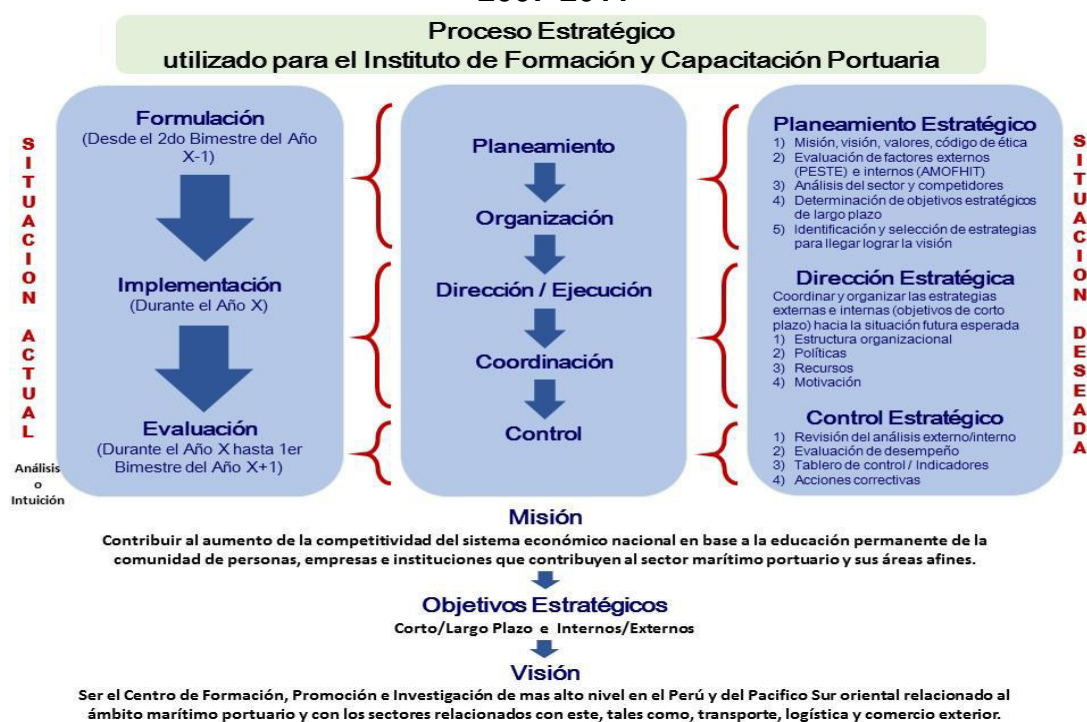 Proceso Estratégico
utilizado para el Instituto de Formación y Capacitación Portuaria
SITUACION ACTUAL
Análisis
o
Intuición
Formulación
(Desde el 2do Bimestre del Año
X-1)
Implementación
(Durante el Año X)
Evaluación
(Durante el Año X hasta 1er
Bimestre del Año X+1)
Planeamiento
Organización
Dirección / Ejecución
Coordinación
Control
Planeamiento Estratégico
1) Misión, visión, valores, código de ética
2) Evaluación de factores externos
(PESTE) e internos (AMOFHIT)
3) Análisis del sector y competidores
4) Determinación de objetivos estratégicos
de largo plazo
5) Identificación y selección de estrategias
para llegar lograr la visión
Dirección Estratégica
Coordinar y organizar las estrategias
externas e internas (objetivos de corto
plazo) hacia la situación futura esperada
1) Estructura organizacional
2) Políticas
3) Recursos
4) Motivación
Control Estratégico
1) Revisión del análisis externo/interno
2) Evaluación de desempeño
3) Tablero de control / Indicadores
4) Acciones correctivas
SITUACION DESEADA
Misión
Contribuir al aumento de la competitividad del sistema económico nacional en base a la educación permanente de la
comunidad de personas, empresas e instituciones que contribuyen al sector marítimo portuario y sus áreas afines.
Objetivos Estratégicos
Corto/Largo Plazo e Internos/Externos
Visión
Ser el Centro de Formación, Promoción e Investigación de mas alto nivel en el Perú y del Pacifico Sur oriental relacionado al
ámbito marítimo portuario y con los sectores relacionados con este, tales como, transporte, logística y comercio exterior.